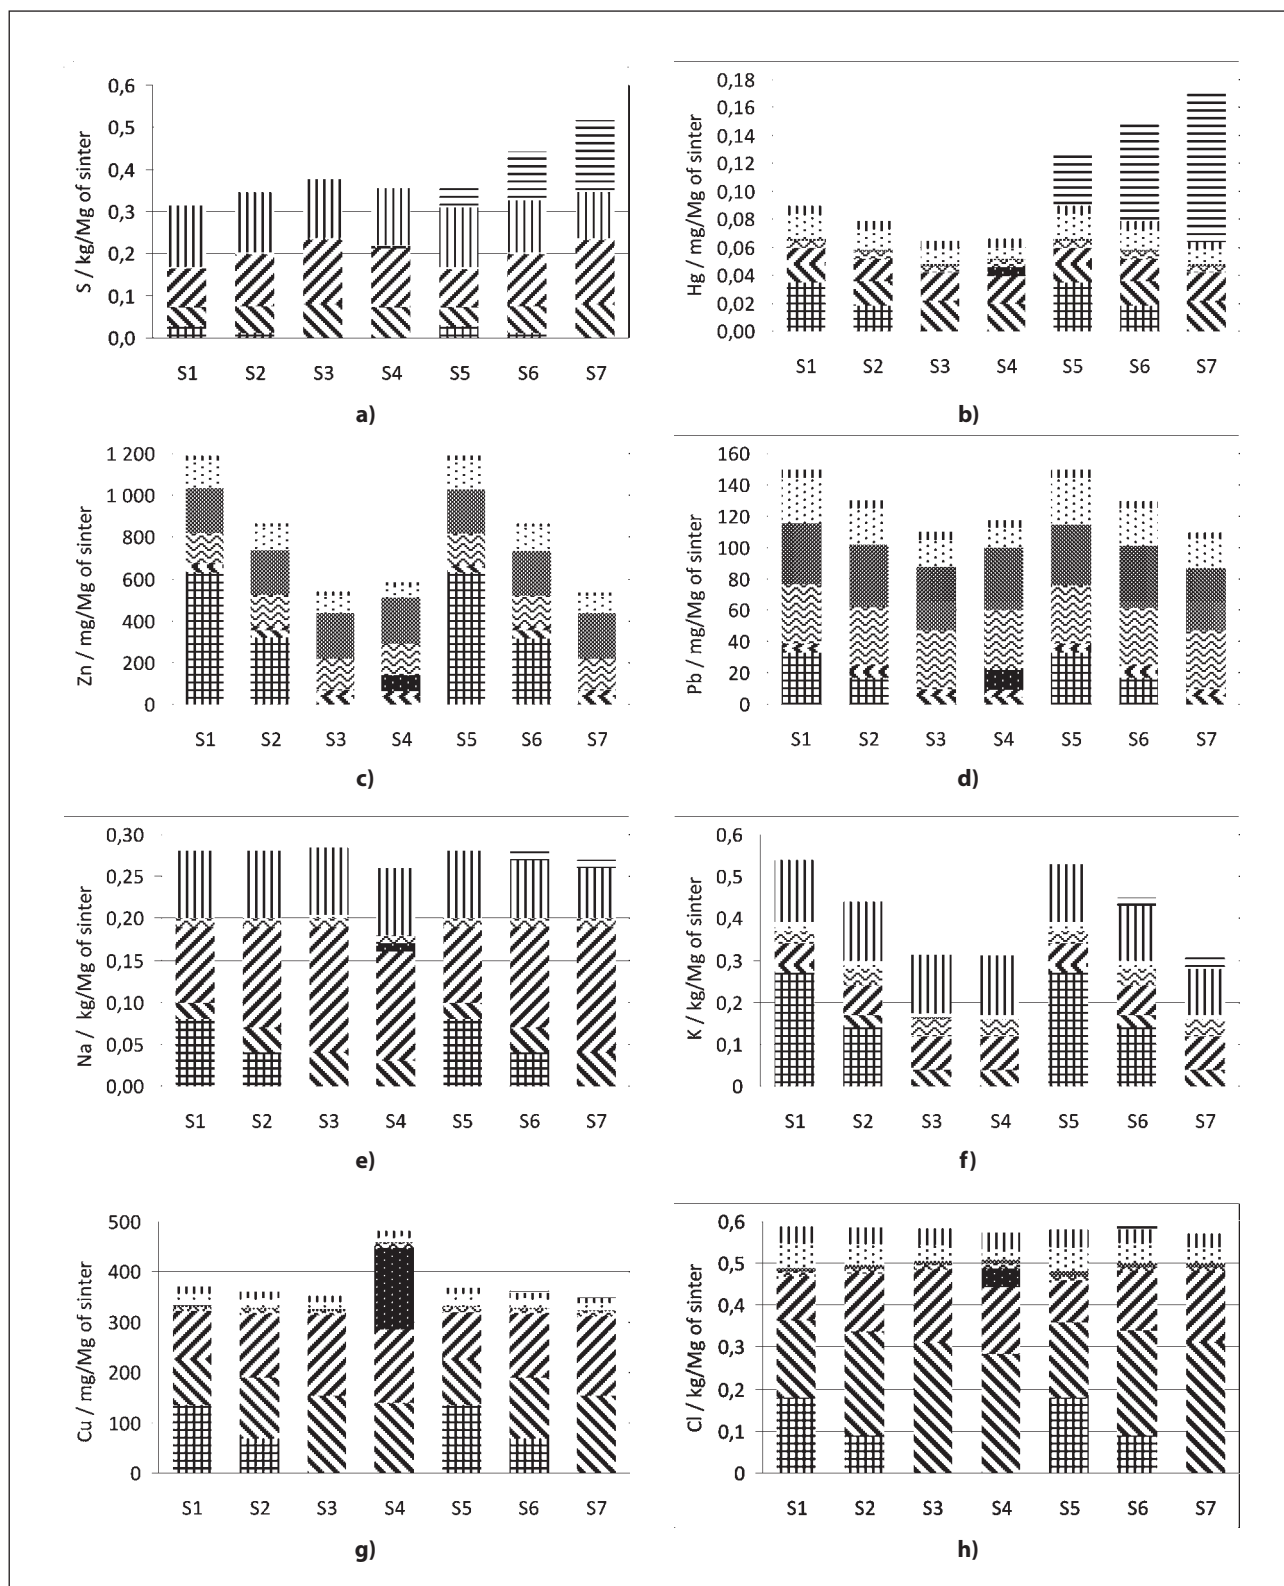 S / kg/Mg of sinter
0,6
0,5
0,4
0,3
0,2
0,1
0,0
S1 S2 S3 S4 S5 S6 S7
a)
Hg / mg/Mg of sinter
0,18
0,16
0,14
0,12
0,10
0,08
0,06
0,04
0,02
0,00
S1 S2 S3 S4 S5 S6 S7
b)
Zn / mg/Mg of sinter
1 200
1 000
800
600
400
200
0
S1 S2 S3 S4 S5 S6 S7
c)
Pb / mg/Mg of sinter
160
140
120
100
80
60
40
20
0
S1 S2 S3 S4 S5 S6 S7
d)
Na / kg/Mg of sinter
0,30
0,25
0,20
0,15
0,10
0,05
0,00
S1 S2 S3 S4 S5 S6 S7
e)
K / kg/Mg of sinter
0,6
0,5
0,4
0,3
0,2
0,1
0
S1 S2 S3 S4 S5 S6 S7
f)
Cu / mg/Mg of sinter
500
400
300
200
100
0
S1 S2 S3 S4 S5 S6 S7
g)
Cl / kg/Mg of sinter
0,6
0,5
0,4
0,3
0,2
0,1
0
S1 S2 S3 S4 S5 S6 S7
h)